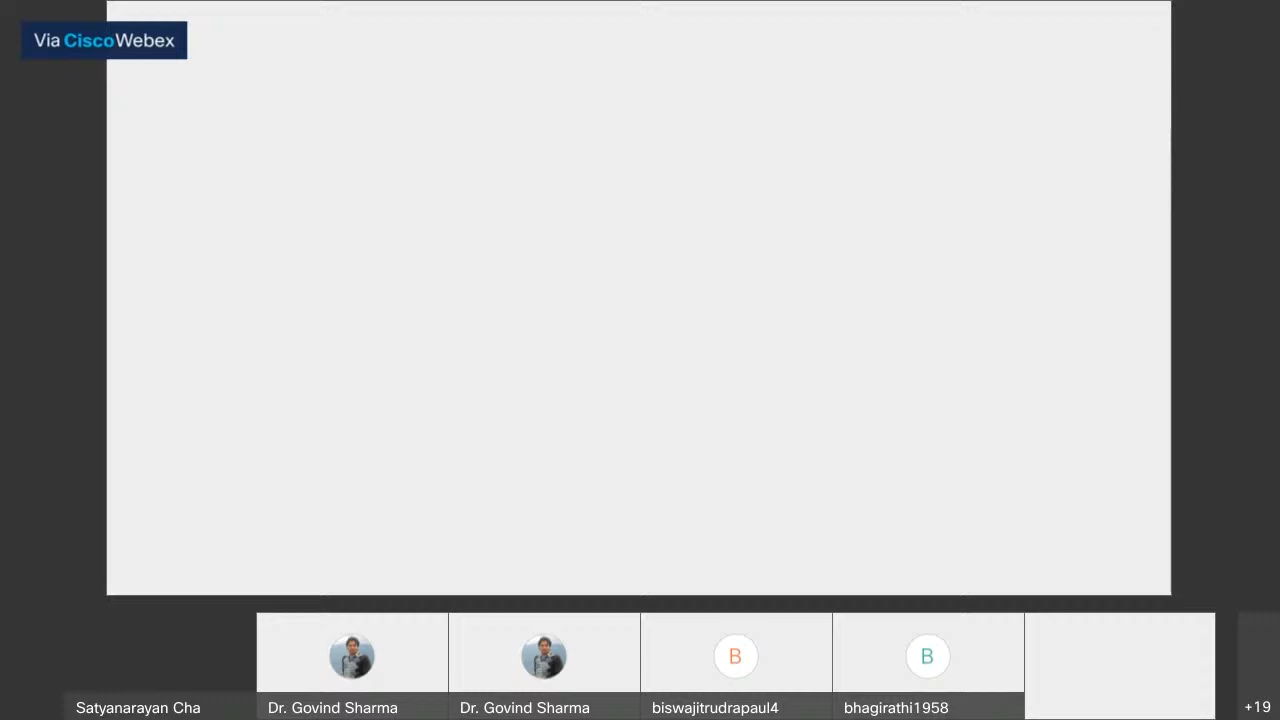 Via CiscoWebex
B
B
Satyanarayan Cha
Dr. Govind Sharma
Dr. Govind Sharma
biswajitrudrapaul4
bhagirathi1958
+19